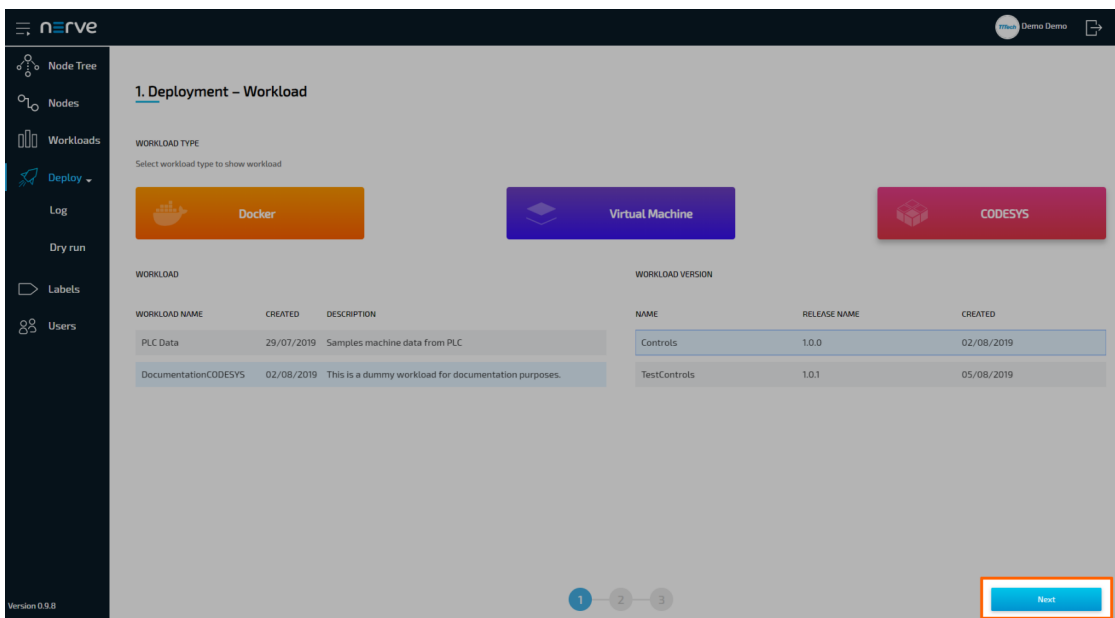 nerve
Demo Demo
Node Tree
Nodes
Workloads
Deploy
Log
Dry run
Labels
Users
Version 0.9.8
1. Deployment – Workload
WORKLOAD TYPE
Select workload type to show workload
Docker
Virtual Machine
CODESYS
WORKLOAD
WORKLOAD NAME CREATED DESCRIPTION
PLC Data 29/07/2019 Samples machine data from PLC
DocumentationCODESYS 02/08/2019 This is a dummy workload for documentation purposes.
WORKLOAD VERSION
NAME RELEASE NAME CREATED
Controls 1.0.0 02/08/2019
TestControls 1.0.1 05/08/2019
1 2 3
Next